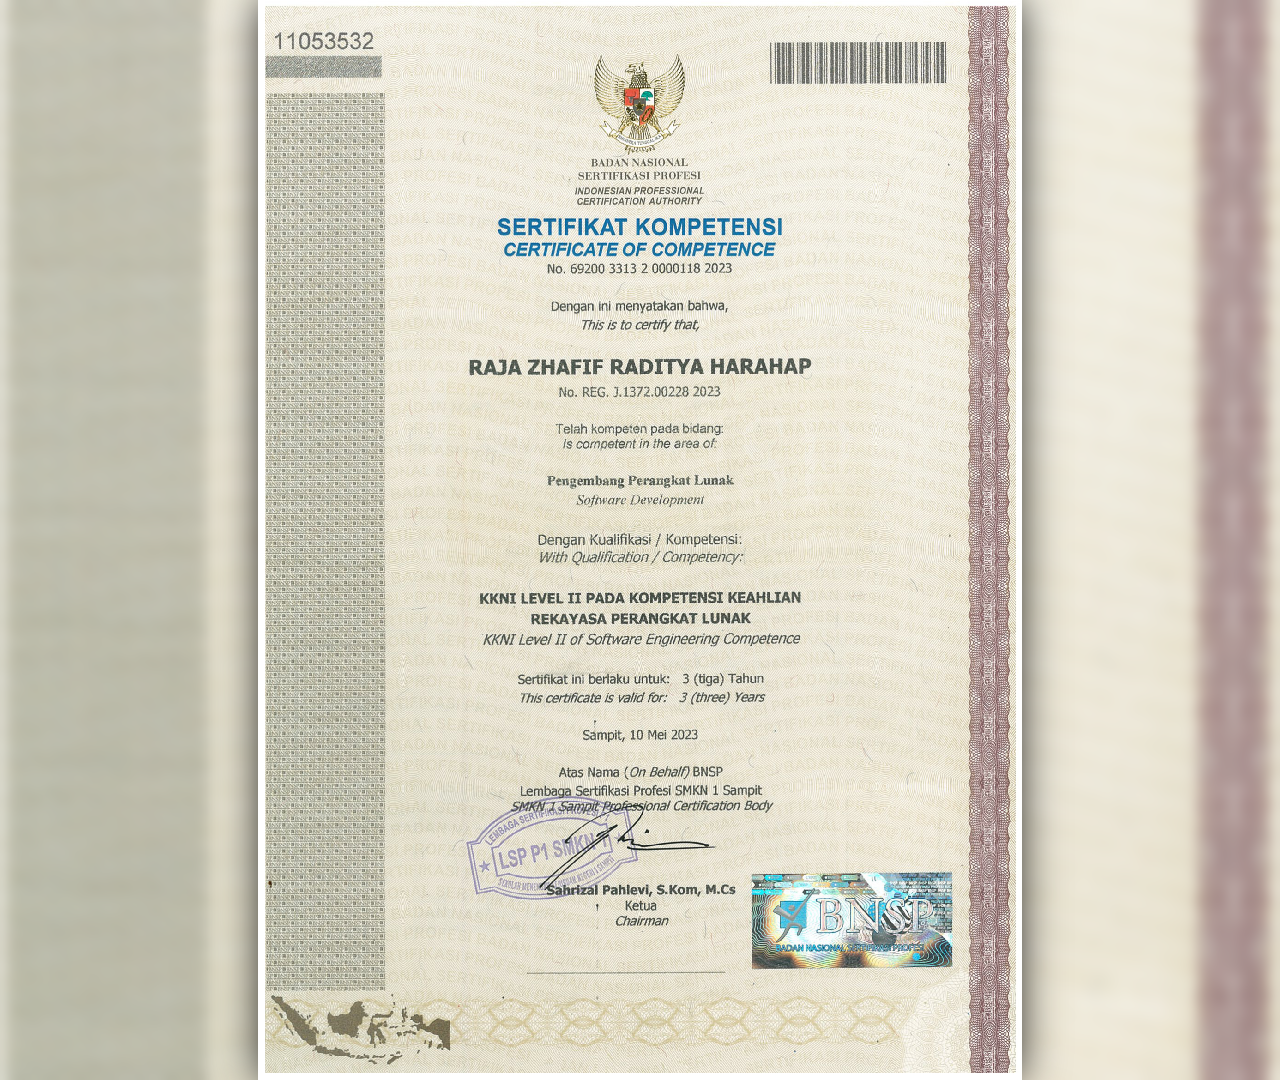 11053532
BADAN NASIONAL
SERTIFIKASI PROFESI
INDONESIAN PROFESSIONAL
CERTIFICATION AUTHORITY
SERTIFIKAT KOMPETENSI
CERTIFICATE OF COMPETENCE
No. 69200 3313 2 0000118 2023
Dengan ini menyatakan bahwa,
This is to certify that,
RAJA ZHAFIF RADITYA HARAHAP
No. REG. J.1372.00228 2023
Telah kompeten pada bidang:
is competent in the area of:
Pengembang Perangkat Lunak
Software Development
Dengan Kualifikasi / Kompetensi:
With Qualification / Competency:
KKNI LEVEL II PADA KOMPETENSI KEAHLIAN
REKAYASA PERANGKAT LUNAK
KKNI Level II of Software Engineering Competence
Sertifikat ini berlaku untuk: 3 (tiga) Tahun
This certificate is valid for: 3 (three) Years
Sampit, 10 Mei 2023
Atas Nama (On Behalf) BNSP
Lembaga Sertifikasi Profesi SMKN 1 Sampit
SMKN 1 Sampit Professional Certification Body
LEMBAGA SERTIFIKASI PROFESI
LSP P1 SMKN 1
Sahrizal Pahlevi, S.Kom, M.Cs
Ketua
Chairman
BNSP
BADAN NASIONAL SERTIFIKASI PROFESI